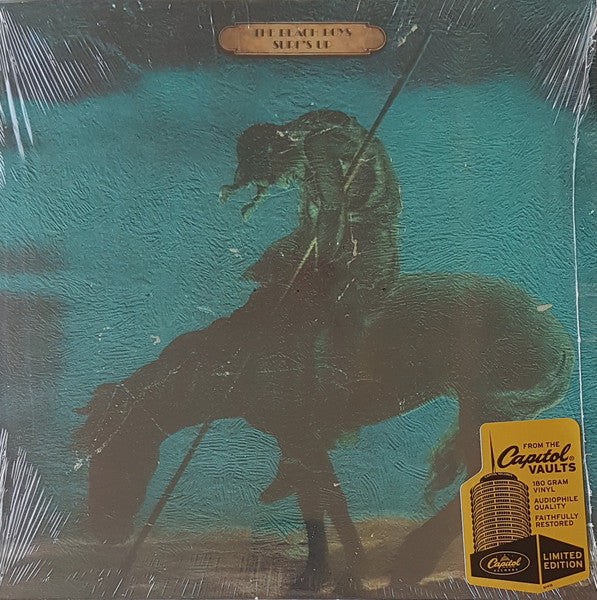 THE BEACH BOYS
SURF'S UP
FROM THE
Capitol®
VAULTS
180 GRAM
VINYL
AUDIOPHILE
QUALITY
FAITHFULLY
RESTORED
Capitol
RECORDS
LIMITED
EDITION